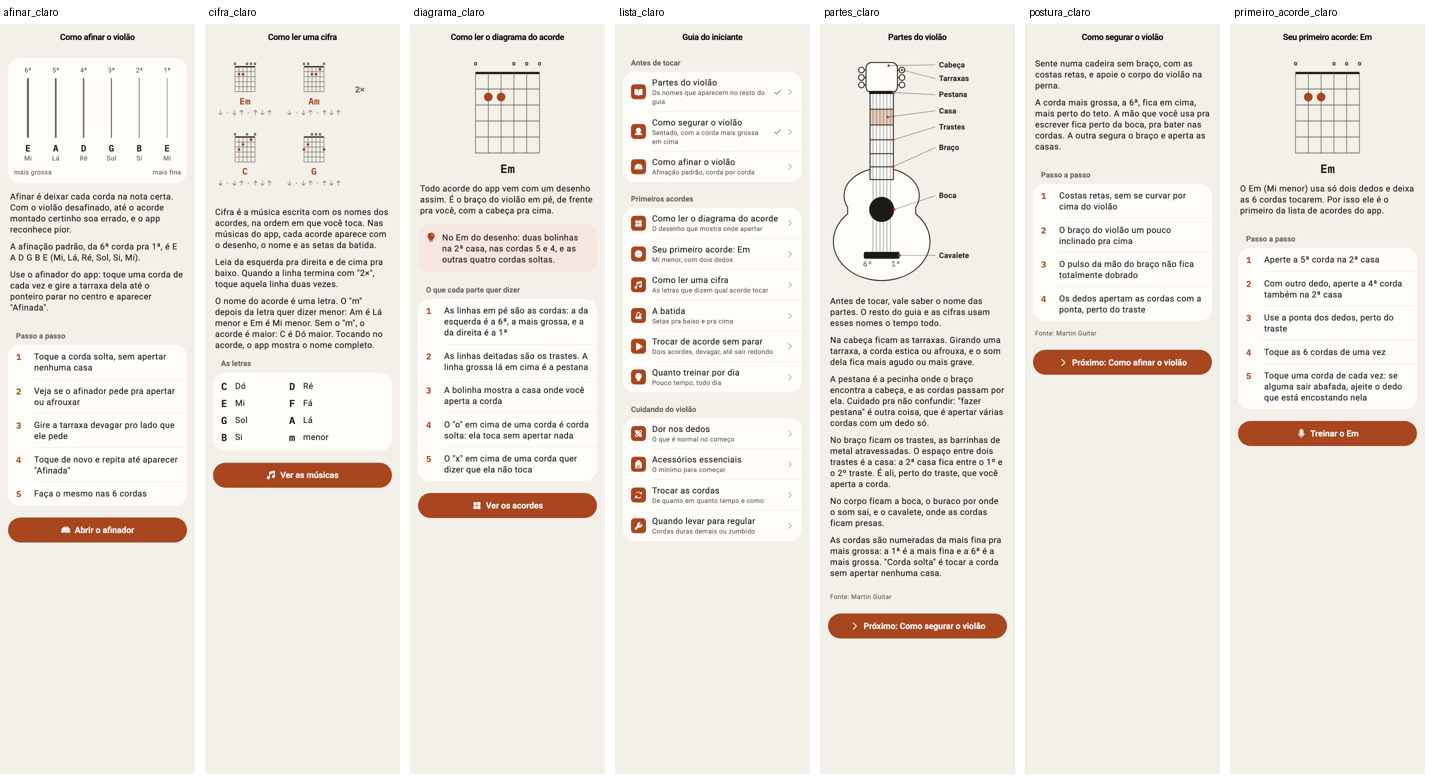 afinar_claro
Como afinar o violão
6ª 5ª 4ª 3ª 2ª 1ª
E A D G B E
Mi Lá Ré Sol Si Mi
mais grossa mais fina
Afinar é deixar cada corda na nota certa.
Com o violão desafinado, até o acorde
montado certinho soa errado, e o app
reconhece pior.
A afinação padrão, da 6ª corda pra 1ª, é E
A D G B E (Mi, Lá, Ré, Sol, Si, Mi).
Use o afinador do app: toque uma corda de
cada vez e gire a tarraxa dela até o
ponteiro parar no centro e aparecer
"Afinada".
Passo a passo
1 Toque a corda solta, sem apertar
nenhuma casa
2 Veja se o afinador pede pra apertar
ou afrouxar
3 Gire a tarraxa devagar pro lado que
ele pede
4 Toque de novo e repita até aparecer
"Afinada"
5 Faça o mesmo nas 6 cordas
Abrir o afinador
cifra_claro
Como ler uma cifra
Em Am
2×
↓ - ↓ ↑ - ↑ ↓ ↑ ↓ - ↓ ↑ - ↑ ↓ ↑
C G
↓ - ↓ ↑ - ↑ ↓ ↑ ↓ - ↓ ↑ - ↑ ↓ ↑
Cifra é a música escrita com os nomes dos
acordes, na ordem em que você toca. Nas
músicas do app, cada acorde aparece com
o desenho, o nome e as setas da batida.
Leia da esquerda pra direita e de cima pra
baixo. Quando a linha termina com "2×",
toque aquela linha duas vezes.
O nome do acorde é uma letra. O "m"
depois da letra quer dizer menor: Am é Lá
menor e Em é Mi menor. Sem o "m", o
acorde é maior: C é Dó maior. Tocando no
acorde, o app mostra o nome completo.
As letras
C Dó D Ré
E Mi F Fá
G Sol A Lá
B Si m menor
Ver as músicas
diagrama_claro
Como ler o diagrama do acorde
o o o o
Em
Todo acorde do app vem com um desenho
assim. É o braço do violão em pé, de frente
pra você, com a cabeça pra cima.
No Em do desenho: duas bolinhas
na 2ª casa, nas cordas 5 e 4, e as
outras quatro cordas soltas.
O que cada parte quer dizer
1 As linhas em pé são as cordas: a da
esquerda é a 6ª, a mais grossa, e a
da direita é a 1ª
2 As linhas deitadas são os trastes. A
linha grossa lá em cima é a pestana
3 A bolinha mostra a casa onde você
aperta a corda
4 O "o" em cima de uma corda é corda
solta: ela toca sem apertar nada
5 O "x" em cima de uma corda quer
dizer que ela não toca
Ver os acordes
lista_claro
Guia do iniciante
Antes de tocar
Partes do violão
Os nomes que aparecem no resto do
guia
Como segurar o violão
Sentado, com a corda mais grossa
em cima
Como afinar o violão
Afinação padrão, corda por corda
Primeiros acordes
Como ler o diagrama do acorde
O desenho que mostra onde apertar
Seu primeiro acorde: Em
Mi menor, com dois dedos
Como ler uma cifra
As letras que dizem qual acorde tocar
A batida
Setas pra baixo e pra cima
Trocar de acorde sem parar
Dois acordes, devagar, até sair redondo
Quanto treinar por dia
Pouco tempo, todo dia
Cuidando do violão
Dor nos dedos
O que é normal no começo
Acessórios essenciais
O mínimo para começar
Trocar as cordas
De quanto em quanto tempo e como
Quando levar para regular
Cordas duras demais ou zumbido
partes_claro
Partes do violão
Cabeça
Tarraxas
Pestana
Casa
Trastes
Braço
Boca
Cavalete
6ª 1ª
Antes de tocar, vale saber o nome das
partes. O resto do guia e as cifras usam
esses nomes o tempo todo.
Na cabeça ficam as tarraxas. Girando uma
tarraxa, a corda estica ou afrouxa, e o som
dela fica mais agudo ou mais grave.
A pestana é a pecinha onde o braço
encontra a cabeça, e as cordas passam por
ela. Cuidado pra não confundir: "fazer
pestana" é outra coisa, que é apertar várias
cordas com um dedo só.
No braço ficam os trastes, as barrinhas de
metal atravessadas. O espaço entre dois
trastes é a casa: a 2ª casa fica entre o 1º e
o 2º traste. É ali, perto do traste, que você
aperta a corda.
No corpo ficam a boca, o buraco por onde
o som sai, e o cavalete, onde as cordas
ficam presas.
As cordas são numeradas da mais fina pra
mais grossa: a 1ª é a mais fina e a 6ª é a
mais grossa. "Corda solta" é tocar a corda
sem apertar nenhuma casa.
Fonte: Martin Guitar
Próximo: Como segurar o violão
postura_claro
Como segurar o violão
Sente numa cadeira sem braço, com as
costas retas, e apoie o corpo do violão na
perna.
A corda mais grossa, a 6ª, fica em cima,
mais perto do teto. A mão que você usa pra
escrever fica perto da boca, pra bater nas
cordas. A outra segura o braço e aperta as
casas.
Passo a passo
1 Costas retas, sem se curvar por
cima do violão
2 O braço do violão um pouco
inclinado pra cima
3 O pulso da mão do braço não fica
totalmente dobrado
4 Os dedos apertam as cordas com a
ponta, perto do traste
Fonte: Martin Guitar
Próximo: Como afinar o violão
primeiro_acorde_claro
Seu primeiro acorde: Em
o o o o
Em
O Em (Mi menor) usa só dois dedos e deixa
as 6 cordas tocarem. Por isso ele é o
primeiro da lista de acordes do app.
Passo a passo
1 Aperte a 5ª corda na 2ª casa
2 Com outro dedo, aperte a 4ª corda
também na 2ª casa
3 Use a ponta dos dedos, perto do
traste
4 Toque as 6 cordas de uma vez
5 Toque uma corda de cada vez: se
alguma sair abafada, ajeite o dedo
que está encostando nela
Treinar o Em